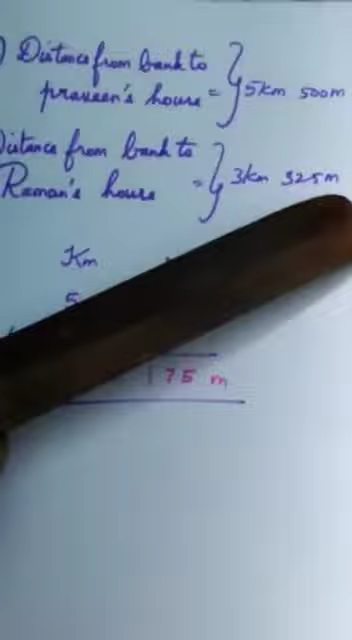 ) Distance from bank to
praveen's house = } 5km 500m
Distance from bank to
Raman's house = } 3km 325m
Km
5
175 m